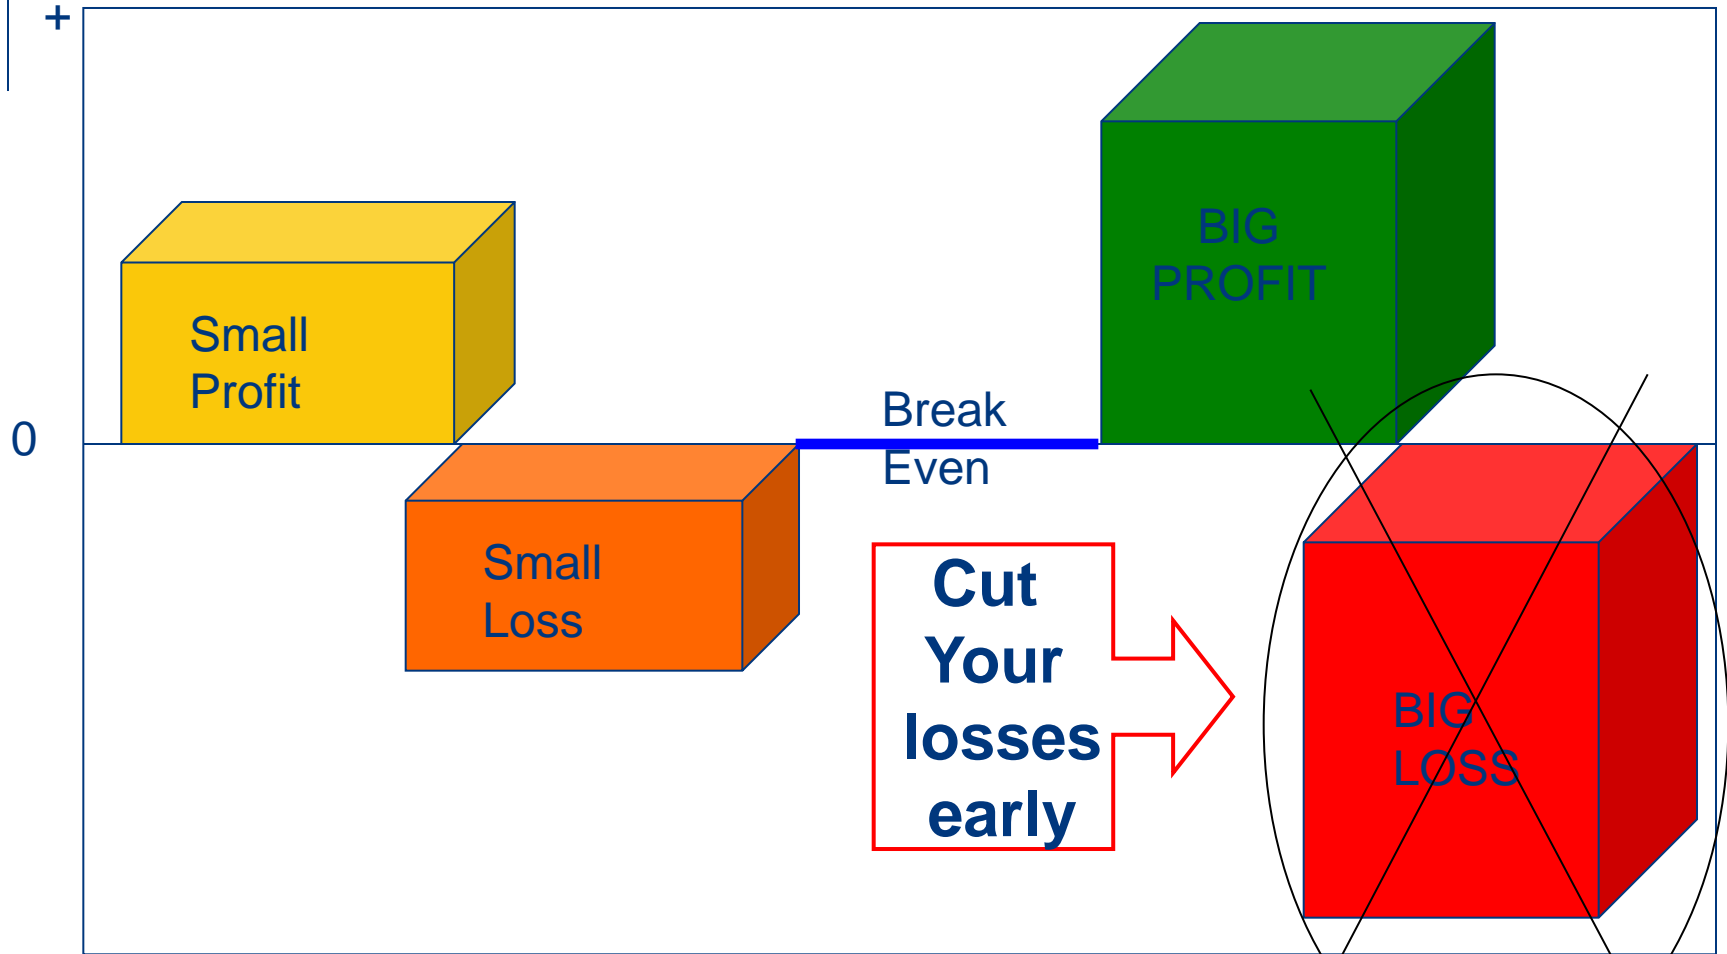 +
BIG
PROFIT
Small
Profit
0
Break
Even
Small
Loss
Cut
Your
losses
early
BIG
LOSS